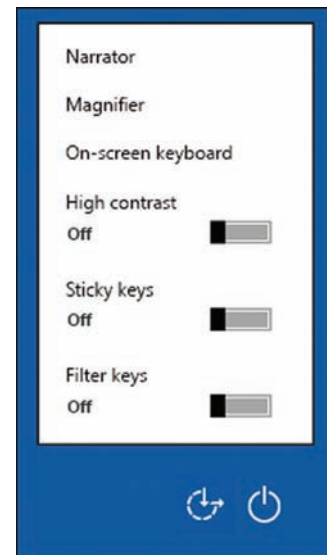 Narrator
Magnifier
On-screen keyboard
High contrast
Off
Sticky keys
Off
Filter keys
Off